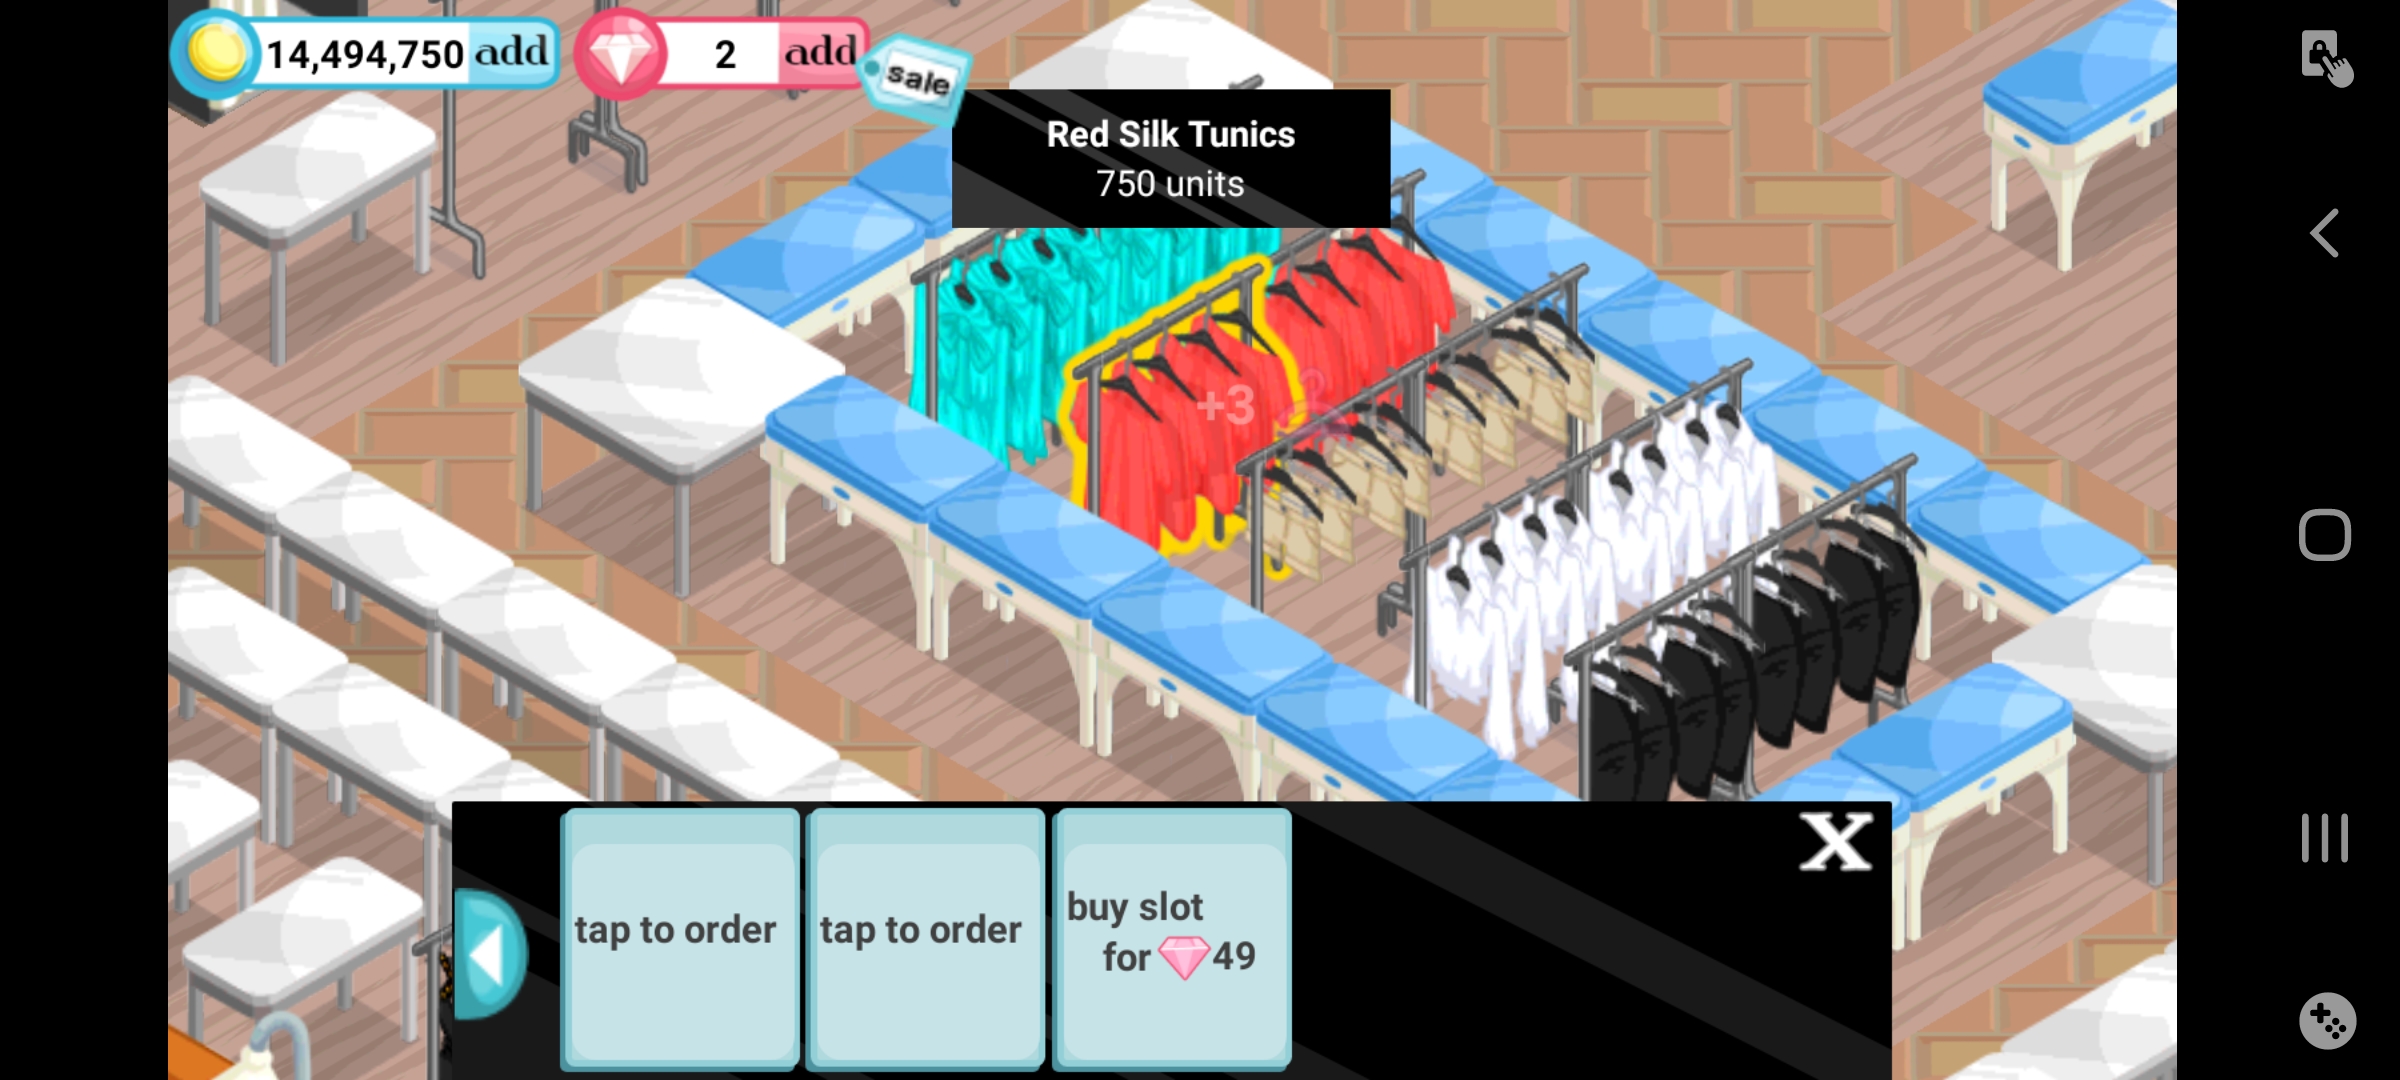 14,494,750 add
2 add
sale
Red Silk Tunics
750 units
+3
tap to order
tap to order
buy slot
for 49
X